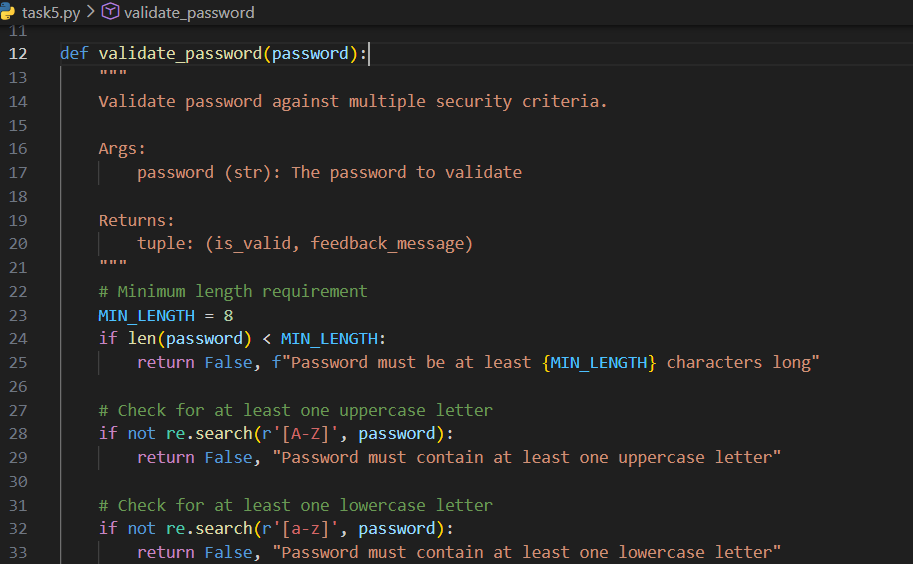 task5.py > validate_password
11
12 def validate_password(password):
13     """
14     Validate password against multiple security criteria.
15
16     Args:
17         password (str): The password to validate
18
19     Returns:
20         tuple: (is_valid, feedback_message)
21     """
22     # Minimum length requirement
23     MIN_LENGTH = 8
24     if len(password) < MIN_LENGTH:
25         return False, f"Password must be at least {MIN_LENGTH} characters long"
26
27     # Check for at least one uppercase letter
28     if not re.search(r'[A-Z]', password):
29         return False, "Password must contain at least one uppercase letter"
30
31     # Check for at least one lowercase letter
32     if not re.search(r'[a-z]', password):
33         return False, "Password must contain at least one lowercase letter"